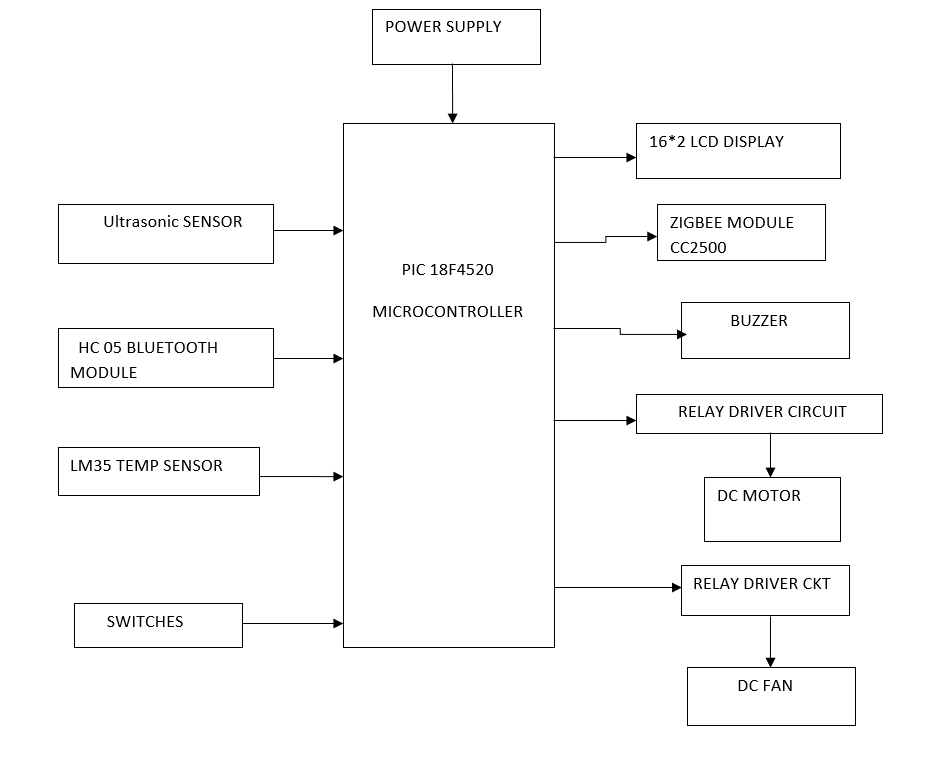 POWER SUPPLY
16*2 LCD DISPLAY
Ultrasonic SENSOR
ZIGBEE MODULE
CC2500
PIC 18F4520
MICROCONTROLLER
BUZZER
HC 05 BLUETOOTH
MODULE
RELAY DRIVER CIRCUIT
LM35 TEMP SENSOR
DC MOTOR
RELAY DRIVER CKT
SWITCHES
DC FAN